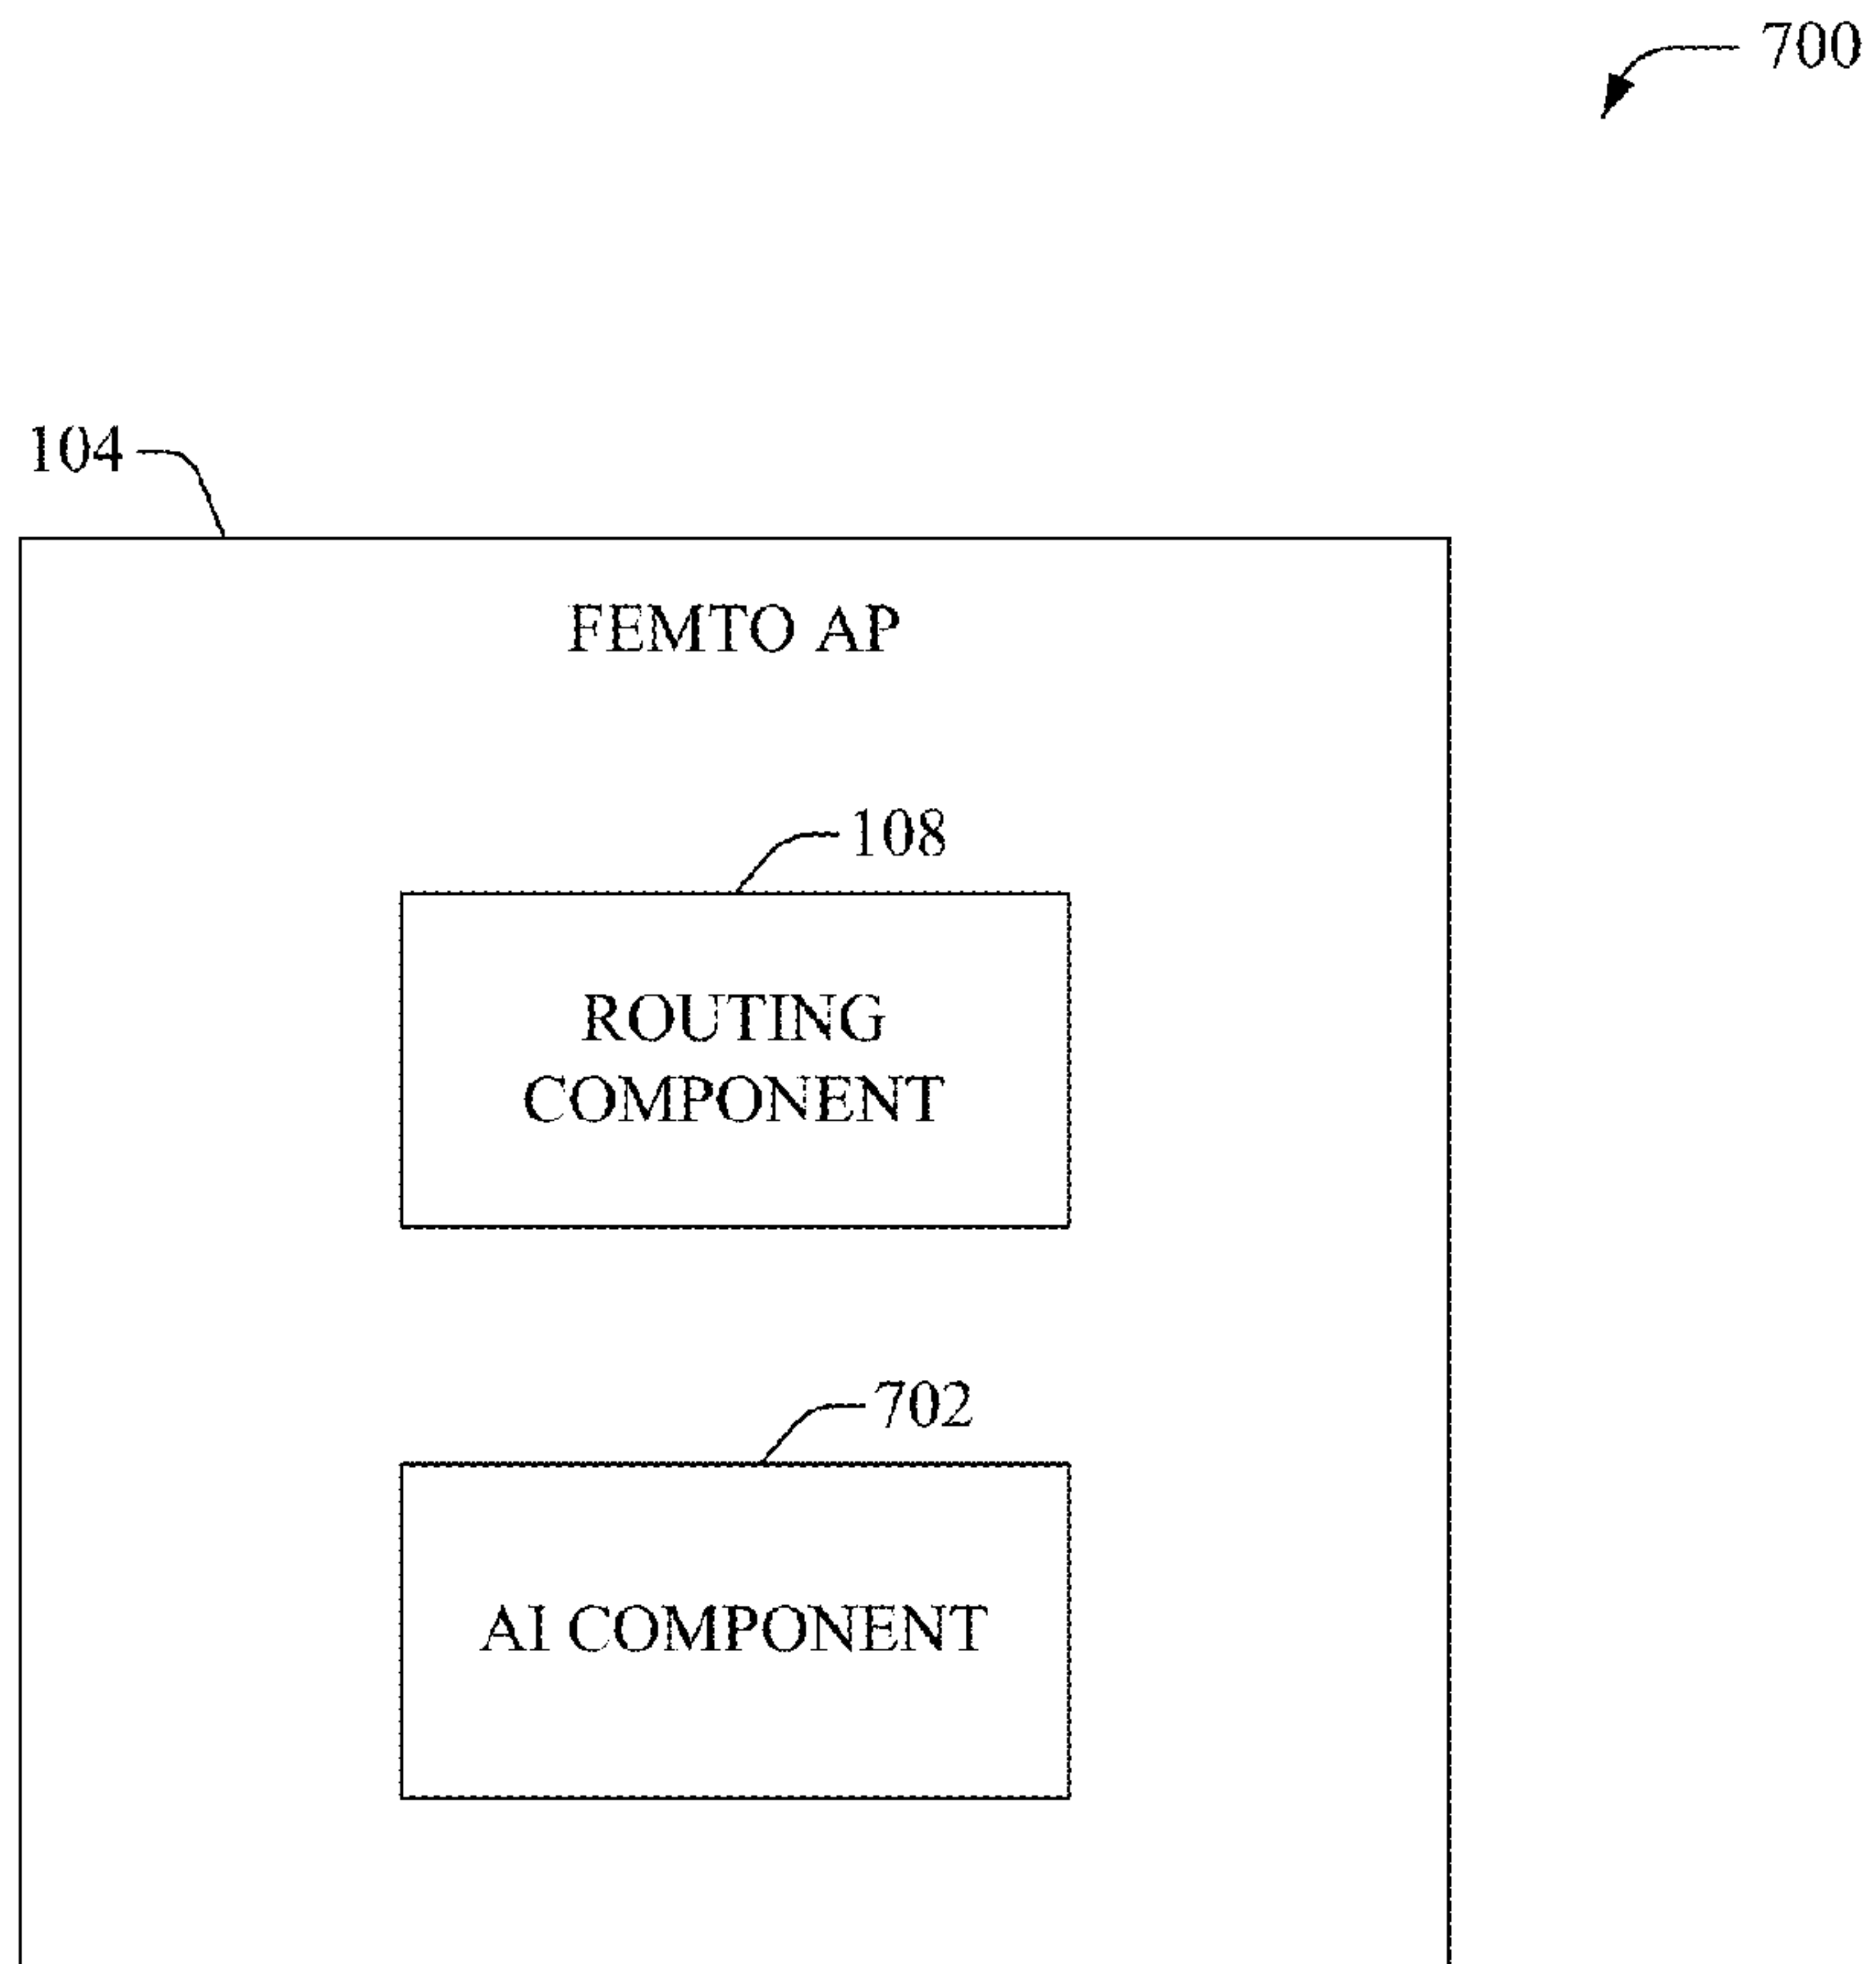 700
104
FEMTO AP
108
ROUTING
COMPONENT
702
AI COMPONENT